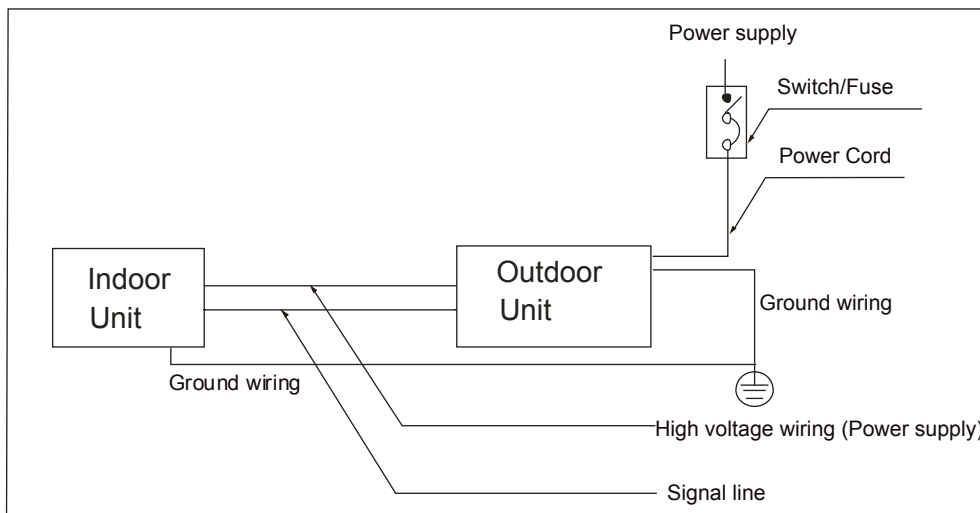 Power supply
Switch/Fuse
Power Cord
Indoor
Unit
Outdoor
Unit
Ground wiring
Ground wiring
High voltage wiring (Power supply)
Signal line